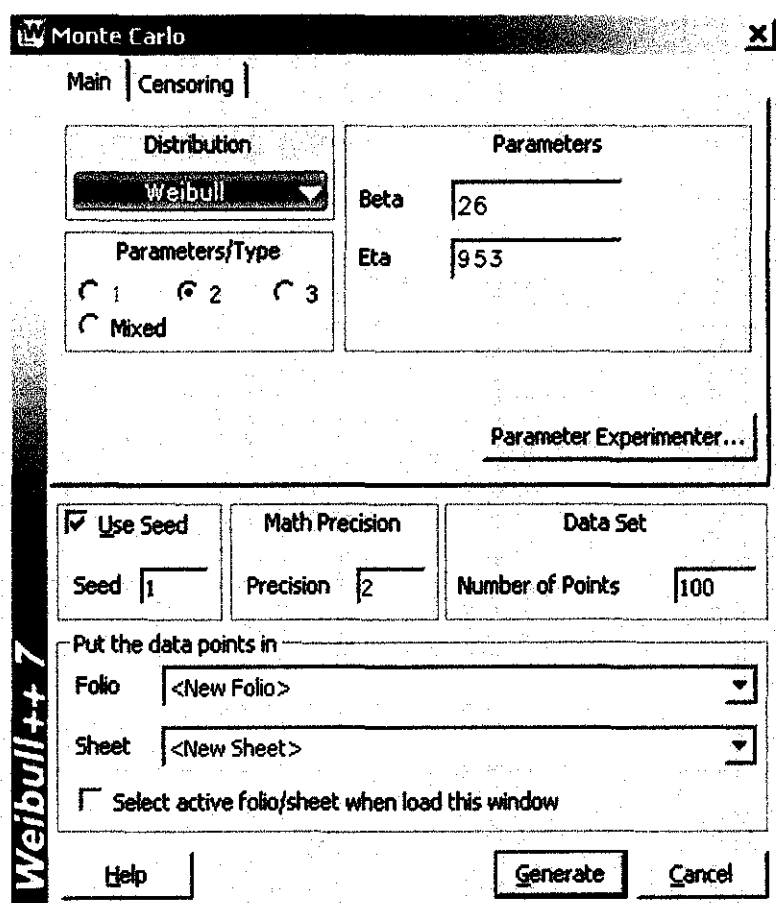 Monte Carlo
Main Censoring
Distribution
Weibull
Parameters/Type
1 2 3
Mixed
Parameters
Beta 26
Eta 953
Parameter Experimenter...
Use Seed
Seed 1
Math Precision
Precision 2
Data Set
Number of Points 100
Put the data points in
Folio <New Folio>
Sheet <New Sheet>
Select active folio/sheet when load this window
Help Generate Cancel
Weibull++ 7